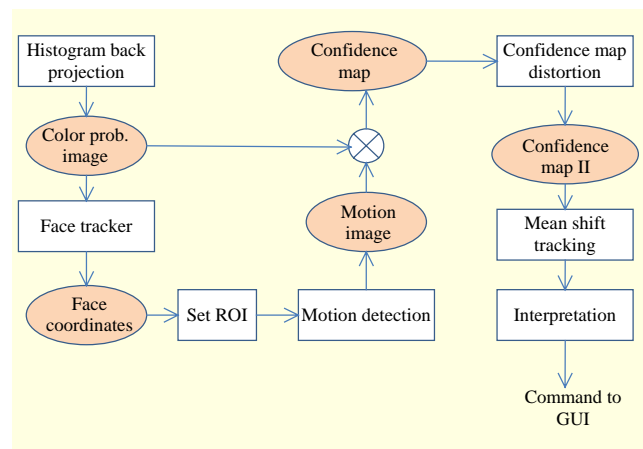 Histogram back
projection
Color prob.
image
Face tracker
Face
coordinates
Set ROI
Motion detection
Motion
image
Confidence
map
Confidence map
distortion
Confidence
map II
Mean shift
tracking
Interpretation
Command to
GUI